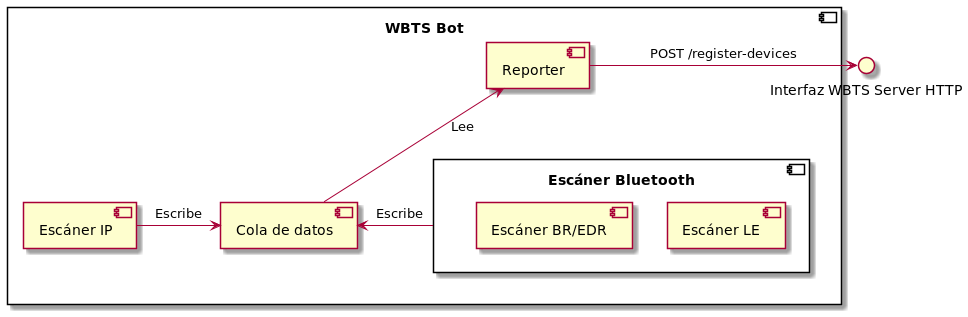 WBTS Bot
Reporter
POST /register-devices
Interfaz WBTS Server HTTP
Lee
Escáner Bluetooth
Escáner IP
Escribe
Cola de datos
Escribe
Escáner BR/EDR
Escáner LE